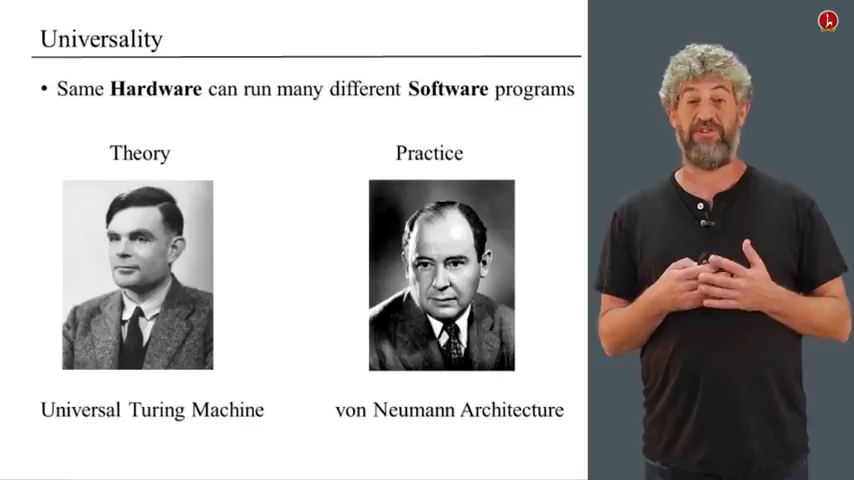 Universality
• Same Hardware can run many different Software programs
Theory
Practice
Universal Turing Machine
von Neumann Architecture